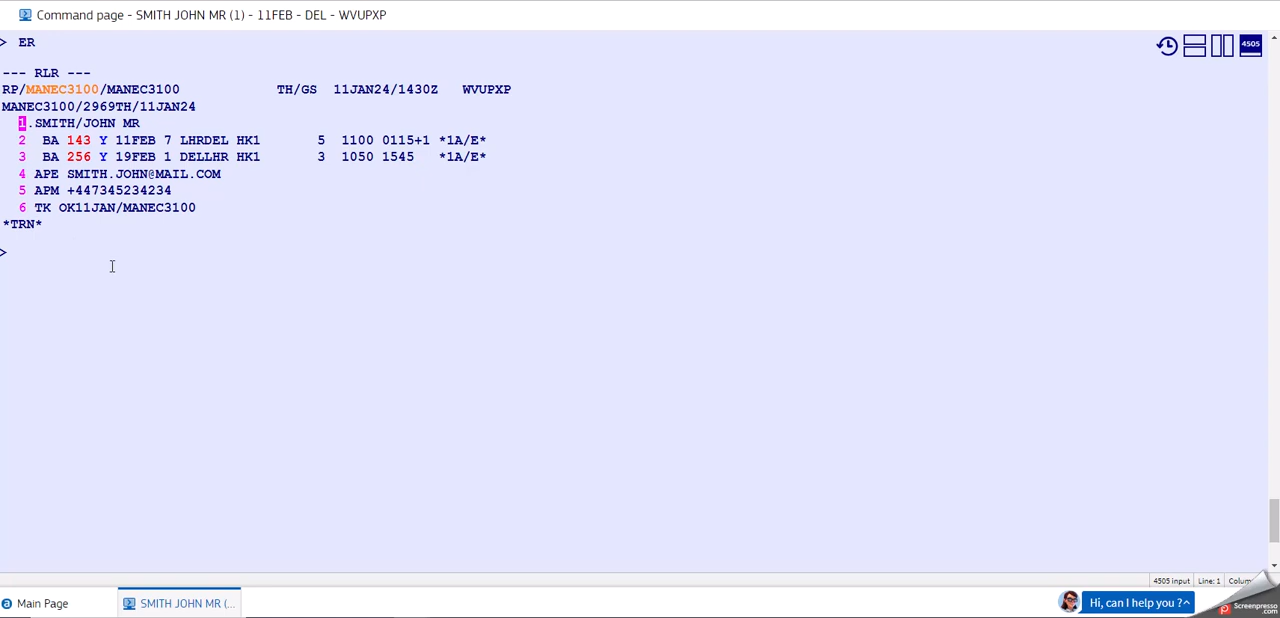 Command page - SMITH JOHN MR (1) - 11FEB - DEL - WVUPXP
> ER
4505
--- RLR ---
RP/MANEC3100/MANEC3100 TH/GS 11JAN24/1430Z WVUPXP
MANEC3100/2969TH/11JAN24
1.SMITH/JOHN MR
2 BA 143 Y 11FEB 7 LHRDEL HK1 5 1100 0115+1 *1A/E*
3 BA 256 Y 19FEB 1 DELLHR HK1 3 1050 1545 *1A/E*
4 APE SMITH.JOHN@MAIL.COM
5 APM +447345234234
6 TK OK11JAN/MANEC3100
*TRN*
>
4505 input Line: 1 Colum
Main Page SMITH JOHN MR (... Hi, can I help you ?^ Screenpresso.com